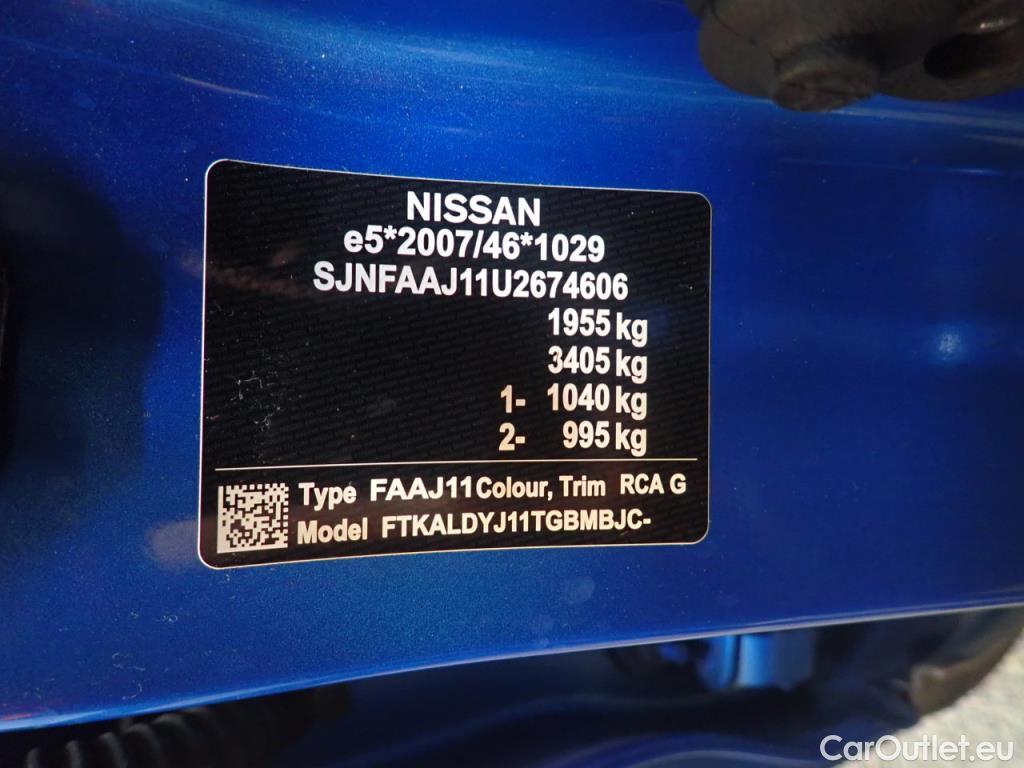 NISSAN
e5*2007/46*1029
SJNFAAJ11U2674606
1955 kg
3405 kg
1- 1040 kg
2- 995 kg
Type FAAJ11 Colour, Trim RCA G
Model FTKALDYJ11TGBMBJC-
CarOutlet.eu